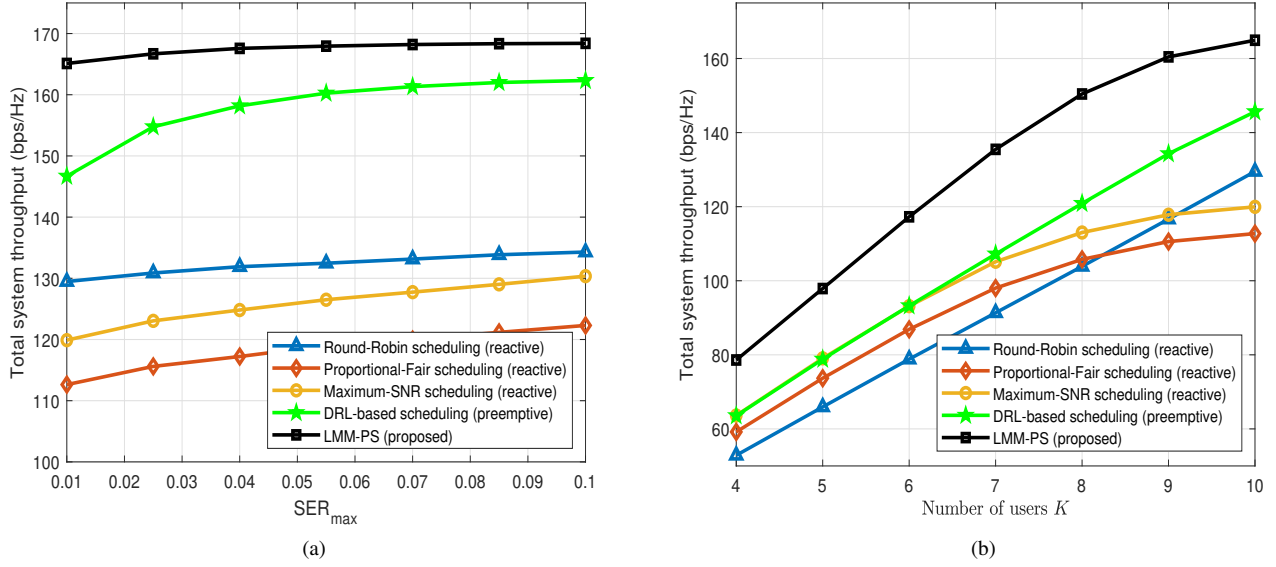 170
160
150
140
130
120
110
100
Total system throughput (bps/Hz)
Round-Robin scheduling (reactive)
Proportional-Fair scheduling (reactive)
Maximum-SNR scheduling (reactive)
DRL-based scheduling (preemptive)
LMM-PS (proposed)
0.01 0.02 0.03 0.04 0.05 0.06 0.07 0.08 0.09 0.1
SERmax
(a)
160
140
120
100
80
60
Total system throughput (bps/Hz)
Round-Robin scheduling (reactive)
Proportional-Fair scheduling (reactive)
Maximum-SNR scheduling (reactive)
DRL-based scheduling (preemptive)
LMM-PS (proposed)
4 5 6 7 8 9 10
Number of users K
(b)